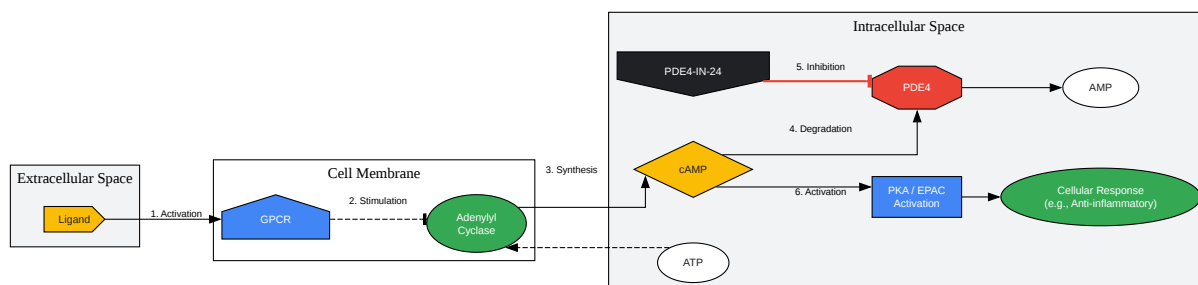 Extracellular Space
Ligand
1. Activation
Cell Membrane
GPCR
2. Stimulation
Adenylyl
Cyclase
3. Synthesis
Intracellular Space
PDE4-IN-24
5. Inhibition
PDE4
AMP
4. Degradation
cAMP
6. Activation
PKA / EPAC
Activation
Cellular Response
(e.g., Anti-inflammatory)
ATP